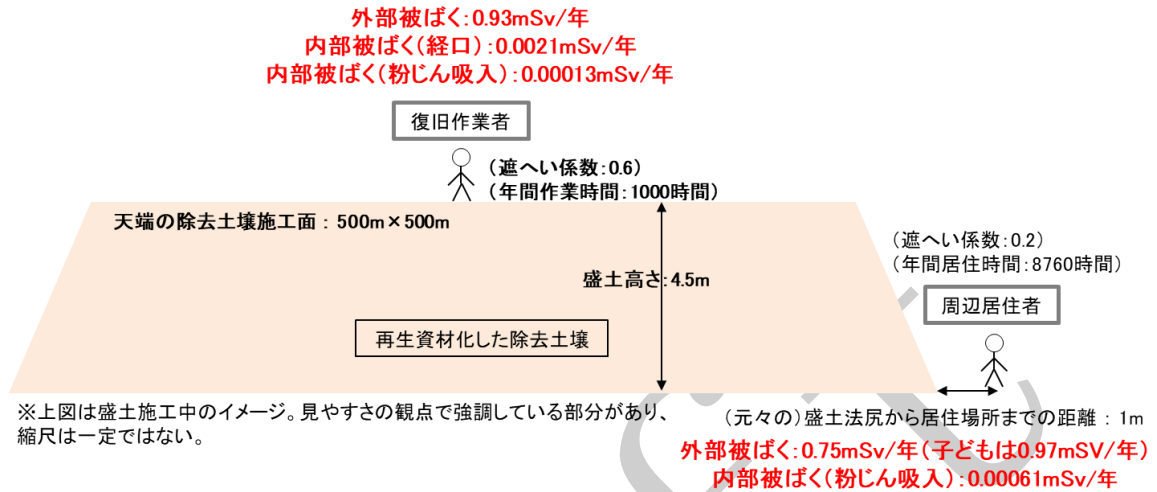 外部被ばく:0.93mSv/年
内部被ばく(経口):0.0021mSv/年
内部被ばく(粉じん吸入):0.00013mSv/年
復旧作業者
(遮へい係数:0.6)
(年間作業時間:1000時間)
天端の除去土壌施工面：500m×500m
盛土高さ:4.5m
再生資材化した除去土壌
(遮へい係数:0.2)
(年間居住時間:8760時間)
周辺居住者
※上図は盛土施工中のイメージ。見やすさの観点で強調している部分があり、
縮尺は一定ではない。
(元々の)盛土法尻から居住場所までの距離：1m
外部被ばく:0.75mSv/年(子どもは0.97mSV/年)
内部被ばく(粉じん吸入):0.00061mSv/年